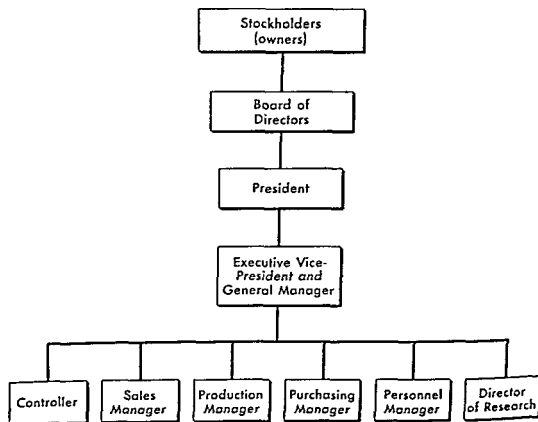 Stockholders
(owners)
Board of
Directors
President
Executive Vice-
President and
General Manager
Controller
Sales
Manager
Production
Manager
Purchasing
Manager
Personnel
Manager
Director
of Research